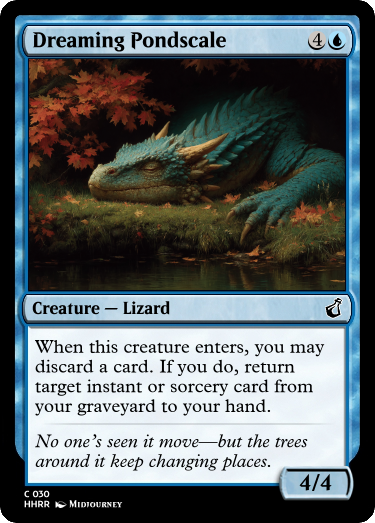 Dreaming Pondscale 4
Creature — Lizard
When this creature enters, you may
discard a card. If you do, return
target instant or sorcery card from
your graveyard to your hand.
No one's seen it move—but the trees
around it keep changing places.
4/4
C 030
HHRR Midjourney